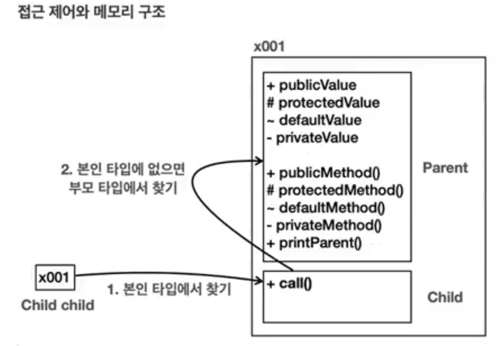 접근 제어와 메모리 구조
x001
+ publicValue
# protectedValue
~ defaultValue
- privateValue
+ publicMethod()
# protectedMethod()
~ defaultMethod()
- privateMethod()
+ printParent()
Parent
2. 본인 타입에 없으면
부모 타입에서 찾기
x001
Child child
1. 본인 타입에서 찾기
+ call()
Child